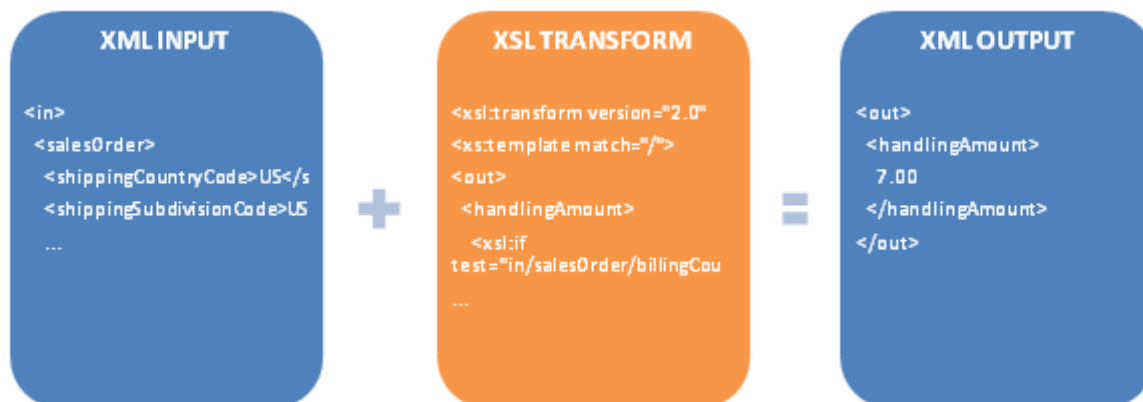 XML INPUT
<in>
<salesOrder>
<shippingCountryCode>US</s
<shippingSubdivisionCode>US
...
XSL TRANSFORM
<xsl:transform version="2.0"
<xs:template match="/">
<out>
<handlingAmount>
<xsl:if
test="in/salesOrder/billingCou
...
XML OUTPUT
<out>
<handlingAmount>
7.00
</handlingAmount>
</out>